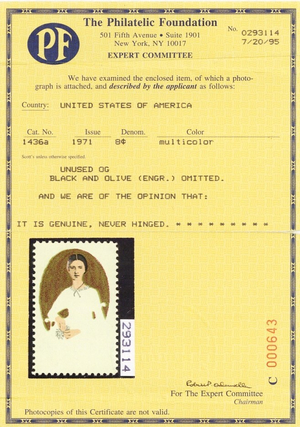 PF
The Philatelic Foundation
501 Fifth Avenue • Suite 1901
New York, NY 10017
EXPERT COMMITTEE
No. 0293114
7/20/95
We have examined the enclosed item, of which a photo-
graph is attached, and described by the applicant as follows:
Country: UNITED STATES OF AMERICA
Cat. No. Issue Denom. Color
1436a 1971 8¢ multicolor
Scott's unless otherwise specified
UNUSED OG
BLACK AND OLIVE (ENGR.) OMITTED.
AND WE ARE OF THE OPINION THAT:
IT IS GENUINE, NEVER HINGED.
293114
C 000643
For The Expert Committee
Chairman
Photocopies of this Certificate are not valid.